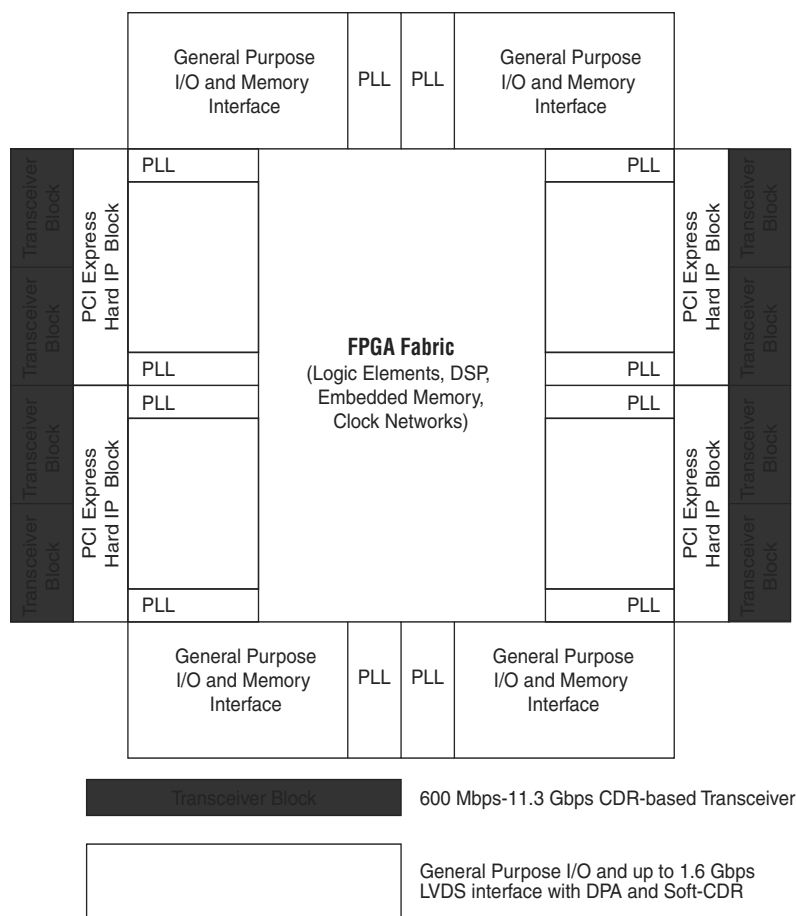 General Purpose
I/O and Memory
Interface
PLL
PLL
General Purpose
I/O and Memory
Interface
Transceiver
Block
Transceiver
Block
Transceiver
Block
Transceiver
Block
PCI Express
Hard IP Block
PCI Express
Hard IP Block
PLL
PLL
PLL
PLL
FPGA Fabric
(Logic Elements, DSP,
Embedded Memory,
Clock Networks)
PLL
PLL
PLL
PLL
PCI Express
Hard IP Block
PCI Express
Hard IP Block
Transceiver
Block
Transceiver
Block
Transceiver
Block
Transceiver
Block
General Purpose
I/O and Memory
Interface
PLL
PLL
General Purpose
I/O and Memory
Interface
Transceiver Block
600 Mbps-11.3 Gbps CDR-based Transceiver
General Purpose I/O and up to 1.6 Gbps
LVDS interface with DPA and Soft-CDR